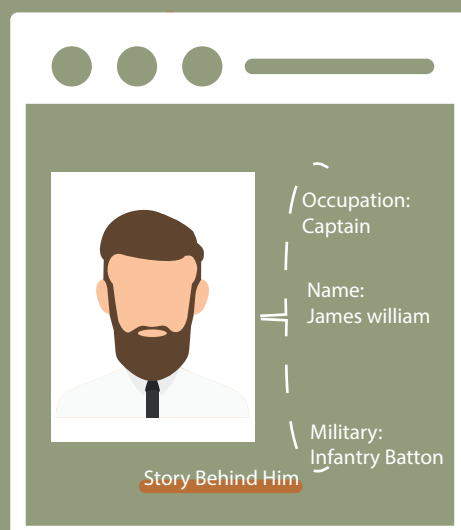 Occupation:
Captain
Name:
James william
Military:
Infantry Batton
Story Behind Him